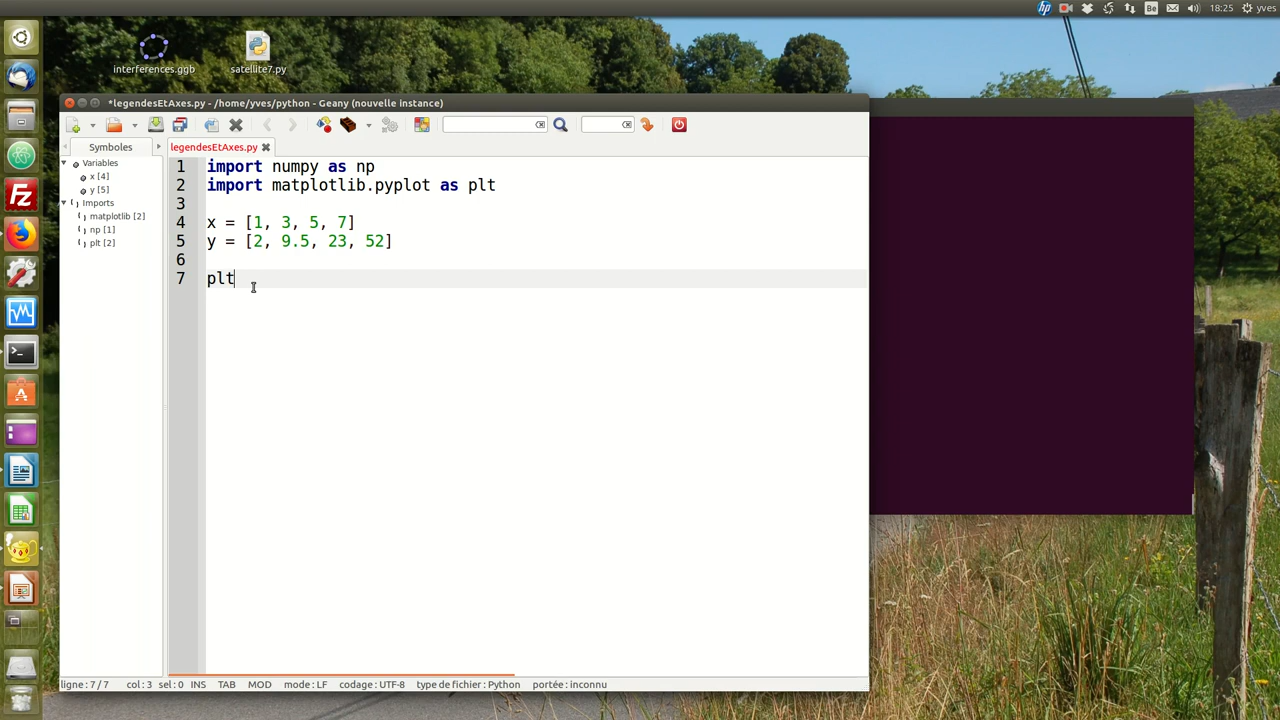 Be
18:25
yves
interferences.ggb
satellite7.py
*legendesEtAxes.py - /home/yves/python - Geany (nouvelle instance)
Symboles
legendesEtAxes.py
Variables
x [4]
y [5]
Imports
matplotlib [2]
np [1]
plt [2]
1 import numpy as np
2 import matplotlib.pyplot as plt
3
4 x = [1, 3, 5, 7]
5 y = [2, 9.5, 23, 52]
6
7 plt
ligne : 7 / 7 col : 3 sel : 0 INS TAB MOD mode : LF codage : UTF-8 type de fichier : Python portée : inconnu